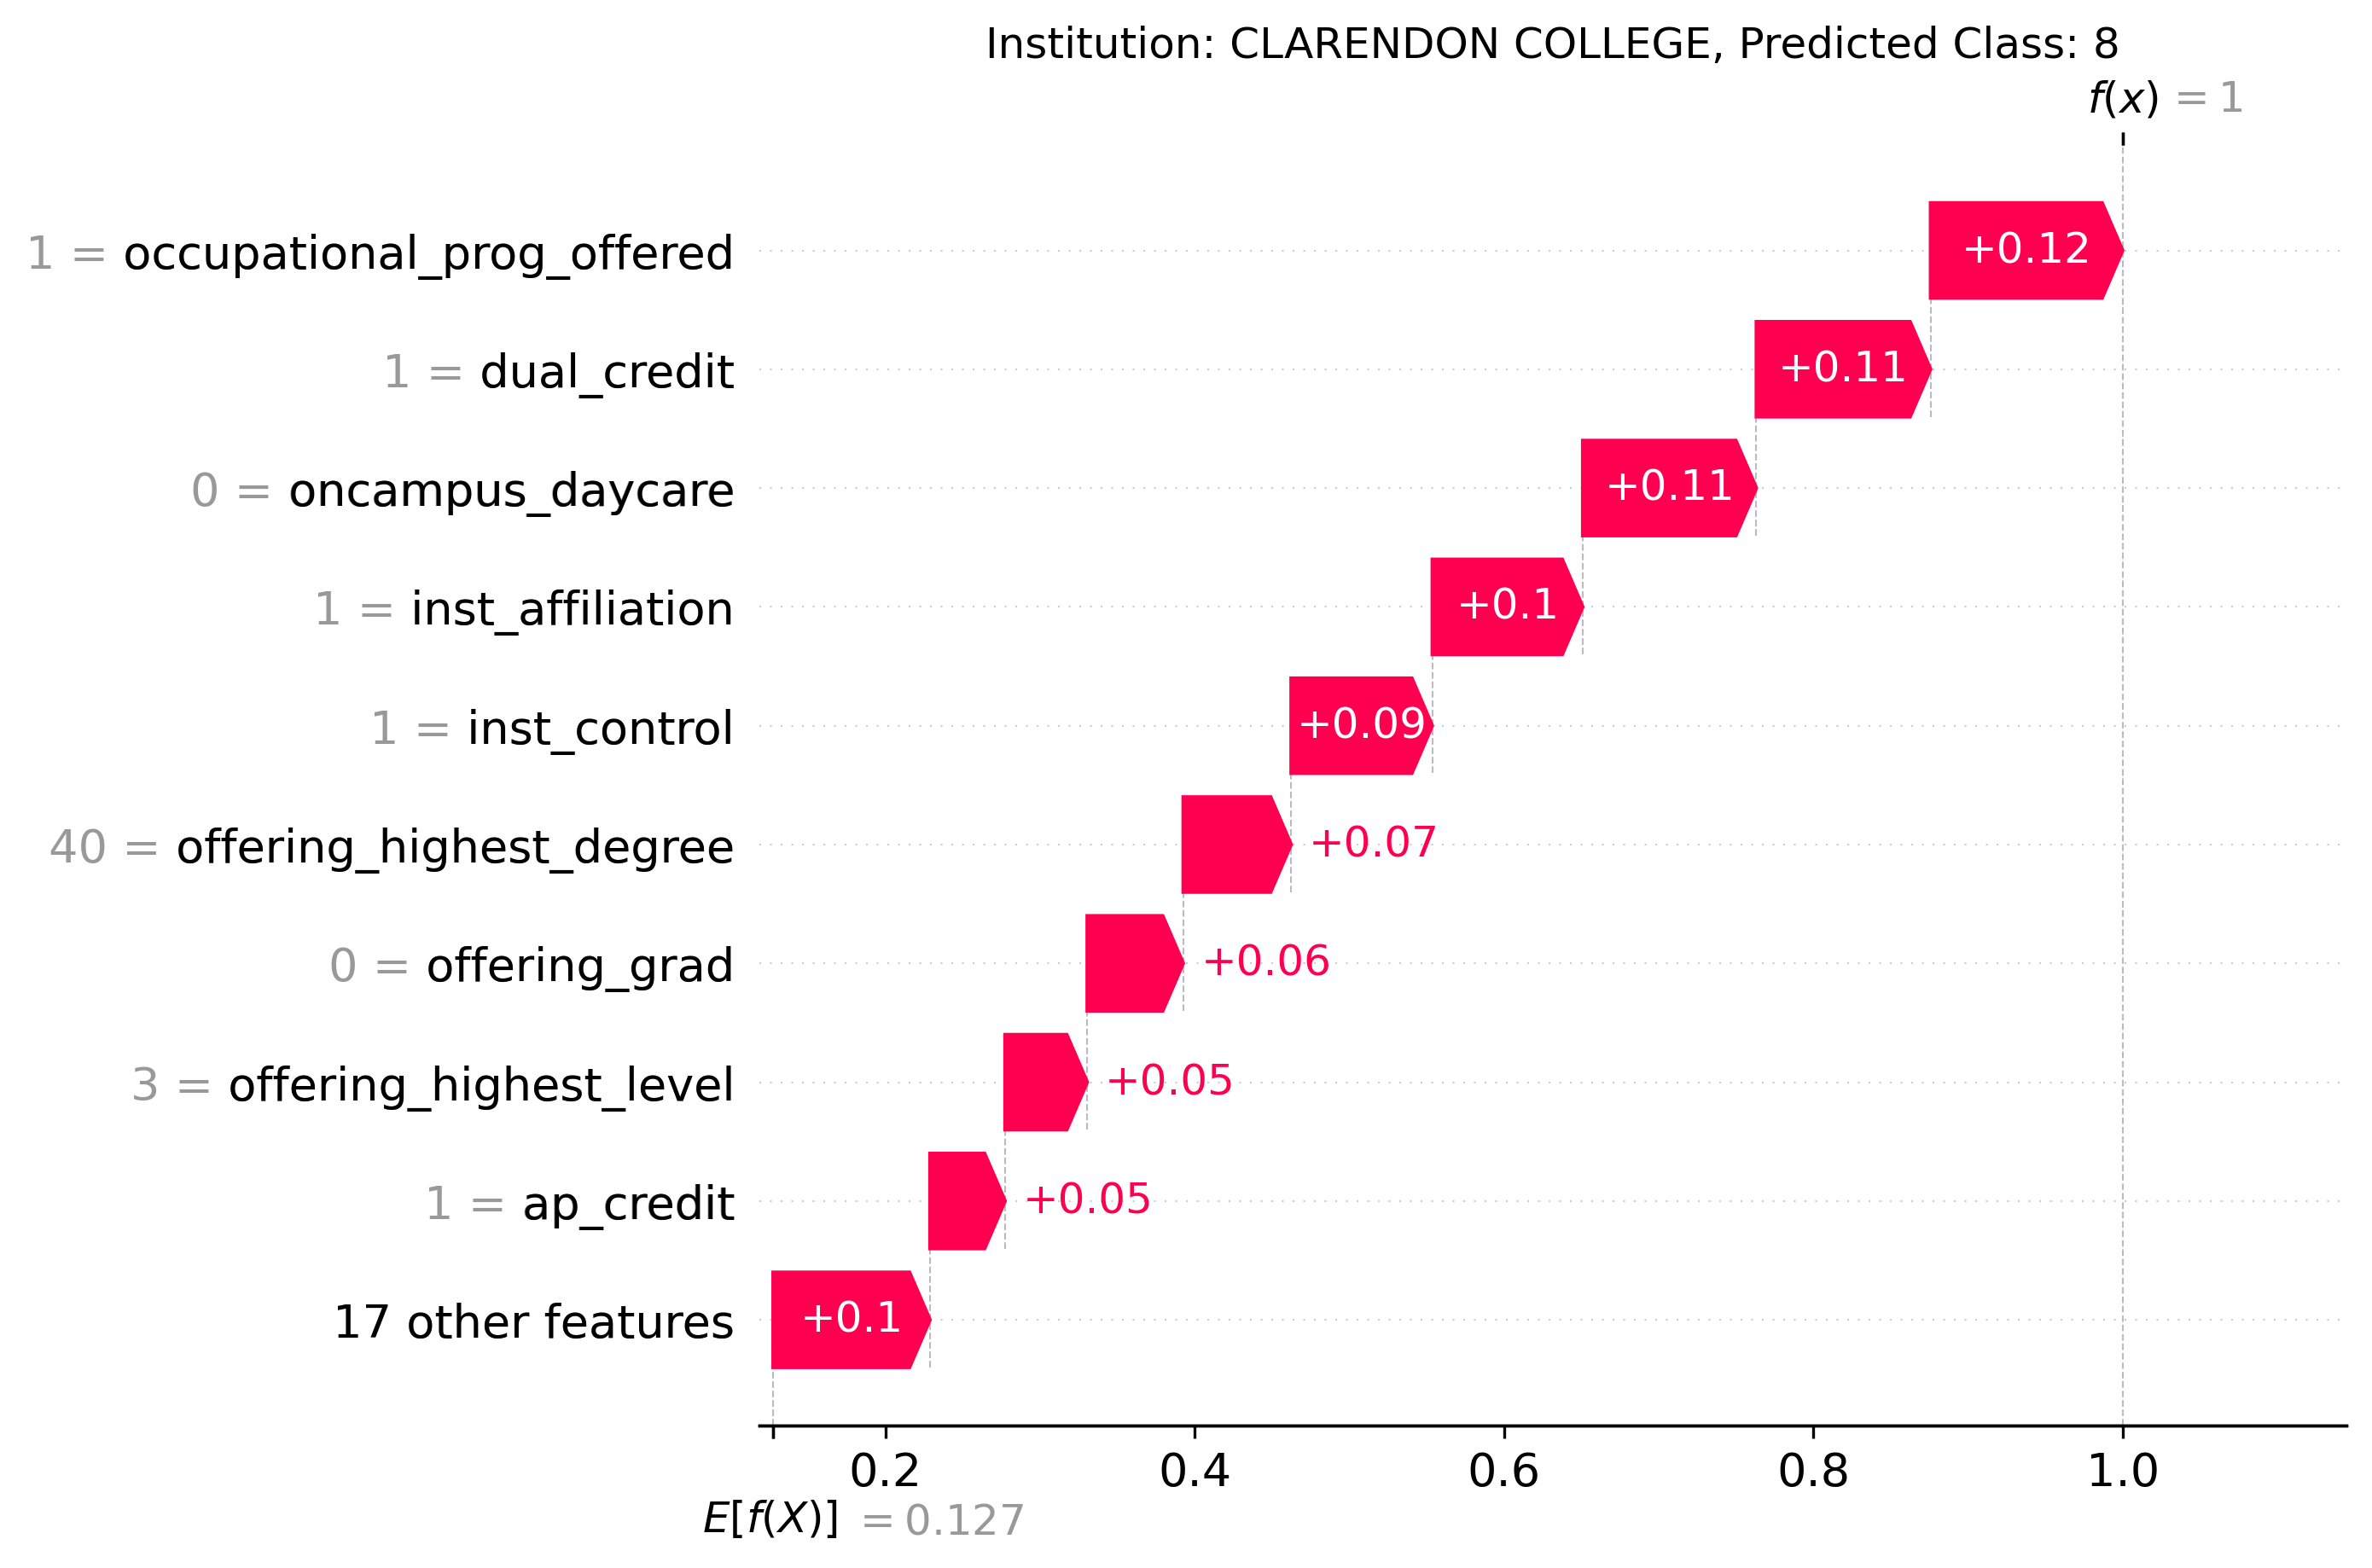 Institution: CLARENDON COLLEGE, Predicted Class: 8
f(x) = 1
1 = occupational_prog_offered +0.12
1 = dual_credit +0.11
0 = oncampus_daycare +0.11
1 = inst_affiliation +0.1
1 = inst_control +0.09
40 = offering_highest_degree +0.07
0 = offering_grad +0.06
3 = offering_highest_level +0.05
1 = ap_credit +0.05
17 other features +0.1
0.2 0.4 0.6 0.8 1.0
E[f(X)] = 0.127